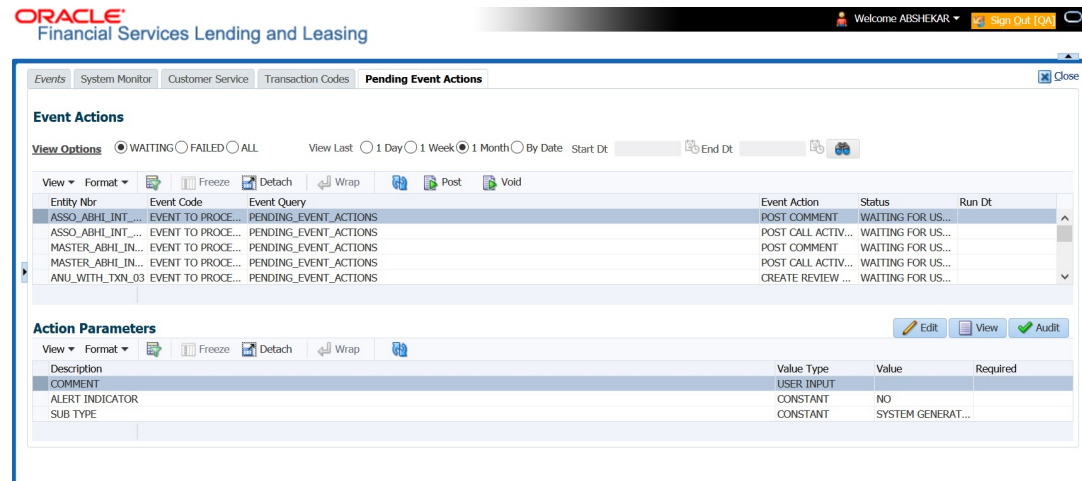 ORACLE
Welcome ABSHEKAR Sign Out [QA]
Financial Services Lending and Leasing
Events System Monitor Customer Service Transaction Codes Pending Event Actions Close
Event Actions
View Options WAITING FAILED ALL View Last 1 Day 1 Week 1 Month By Date Start Dt End Dt
View Format Freeze Detach Wrap Post Void
Entity Nbr Event Code Event Query Event Action Status Run Dt
ASSO_ABHI_INT_... EVENT TO PROCE... PENDING_EVENT_ACTIONS POST COMMENT WAITING FOR US...
ASSO_ABHI_INT_... EVENT TO PROCE... PENDING_EVENT_ACTIONS POST CALL ACTIV... WAITING FOR US...
MASTER_ABHI_IN... EVENT TO PROCE... PENDING_EVENT_ACTIONS POST COMMENT WAITING FOR US...
MASTER_ABHI_IN... EVENT TO PROCE... PENDING_EVENT_ACTIONS POST CALL ACTIV... WAITING FOR US...
ANU_WITH_TXN_03 EVENT TO PROCE... PENDING_EVENT_ACTIONS CREATE REVIEW ... WAITING FOR US...
Action Parameters Edit View Audit
View Format Freeze Detach Wrap
Description Value Type Value Required
COMMENT USER INPUT
ALERT INDICATOR CONSTANT NO
SUB TYPE CONSTANT SYSTEM GENERAT...